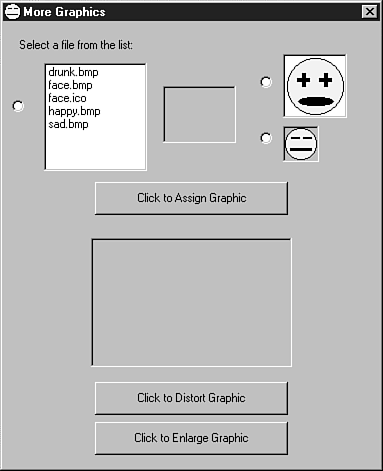 More Graphics
Select a file from the list:
drunk.bmp
face.bmp
face.ico
happy.bmp
sad.bmp
Click to Assign Graphic
Click to Distort Graphic
Click to Enlarge Graphic